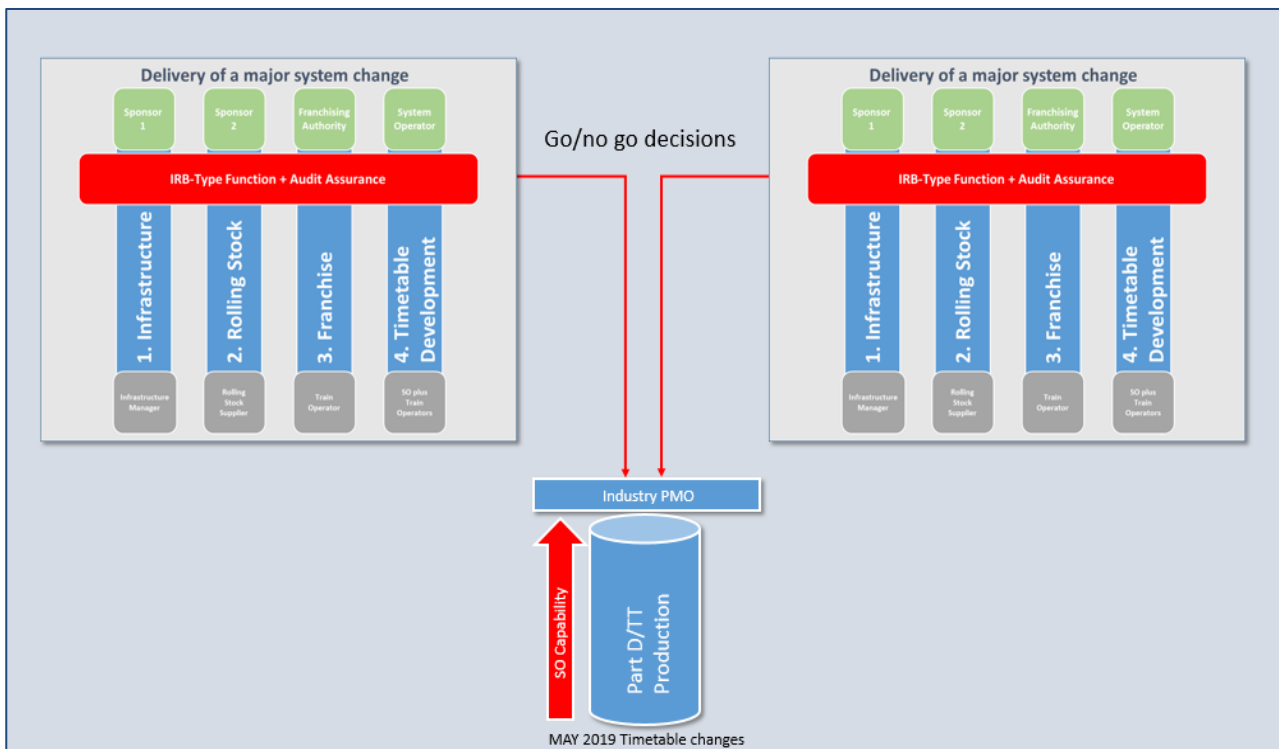 Delivery of a major system change
Sponsor
1
Sponsor
2
Franchising
Authority
System
Operator
IRB-Type Function + Audit Assurance
1. Infrastructure
2. Rolling Stock
3. Franchise
4. Timetable
Development
Infrastructure
Manager
Rolling
Stock
Supplier
Train
Operator
SO plus
Train
Operators
Go/no go decisions
Delivery of a major system change
Sponsor
1
Sponsor
2
Franchising
Authority
System
Operator
IRB-Type Function + Audit Assurance
1. Infrastructure
2. Rolling Stock
3. Franchise
4. Timetable
Development
Infrastructure
Manager
Rolling
Stock
Supplier
Train
Operator
SO plus
Train
Operators
Industry PMO
SO Capability
Part D/TT
Production
MAY 2019 Timetable changes